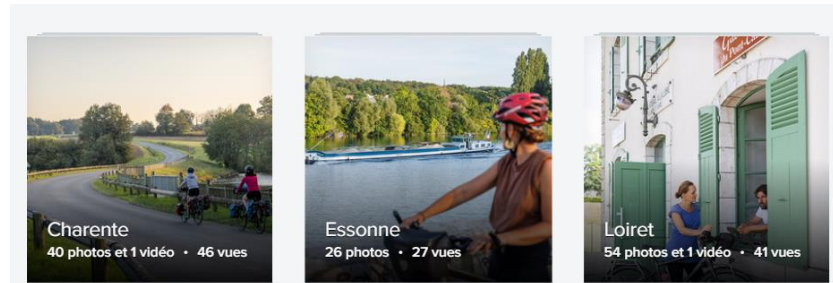 Charente
40 photos et 1 vidéo • 46 vues
Essonne
26 photos • 27 vues
Loiret
54 photos et 1 vidéo • 41 vues